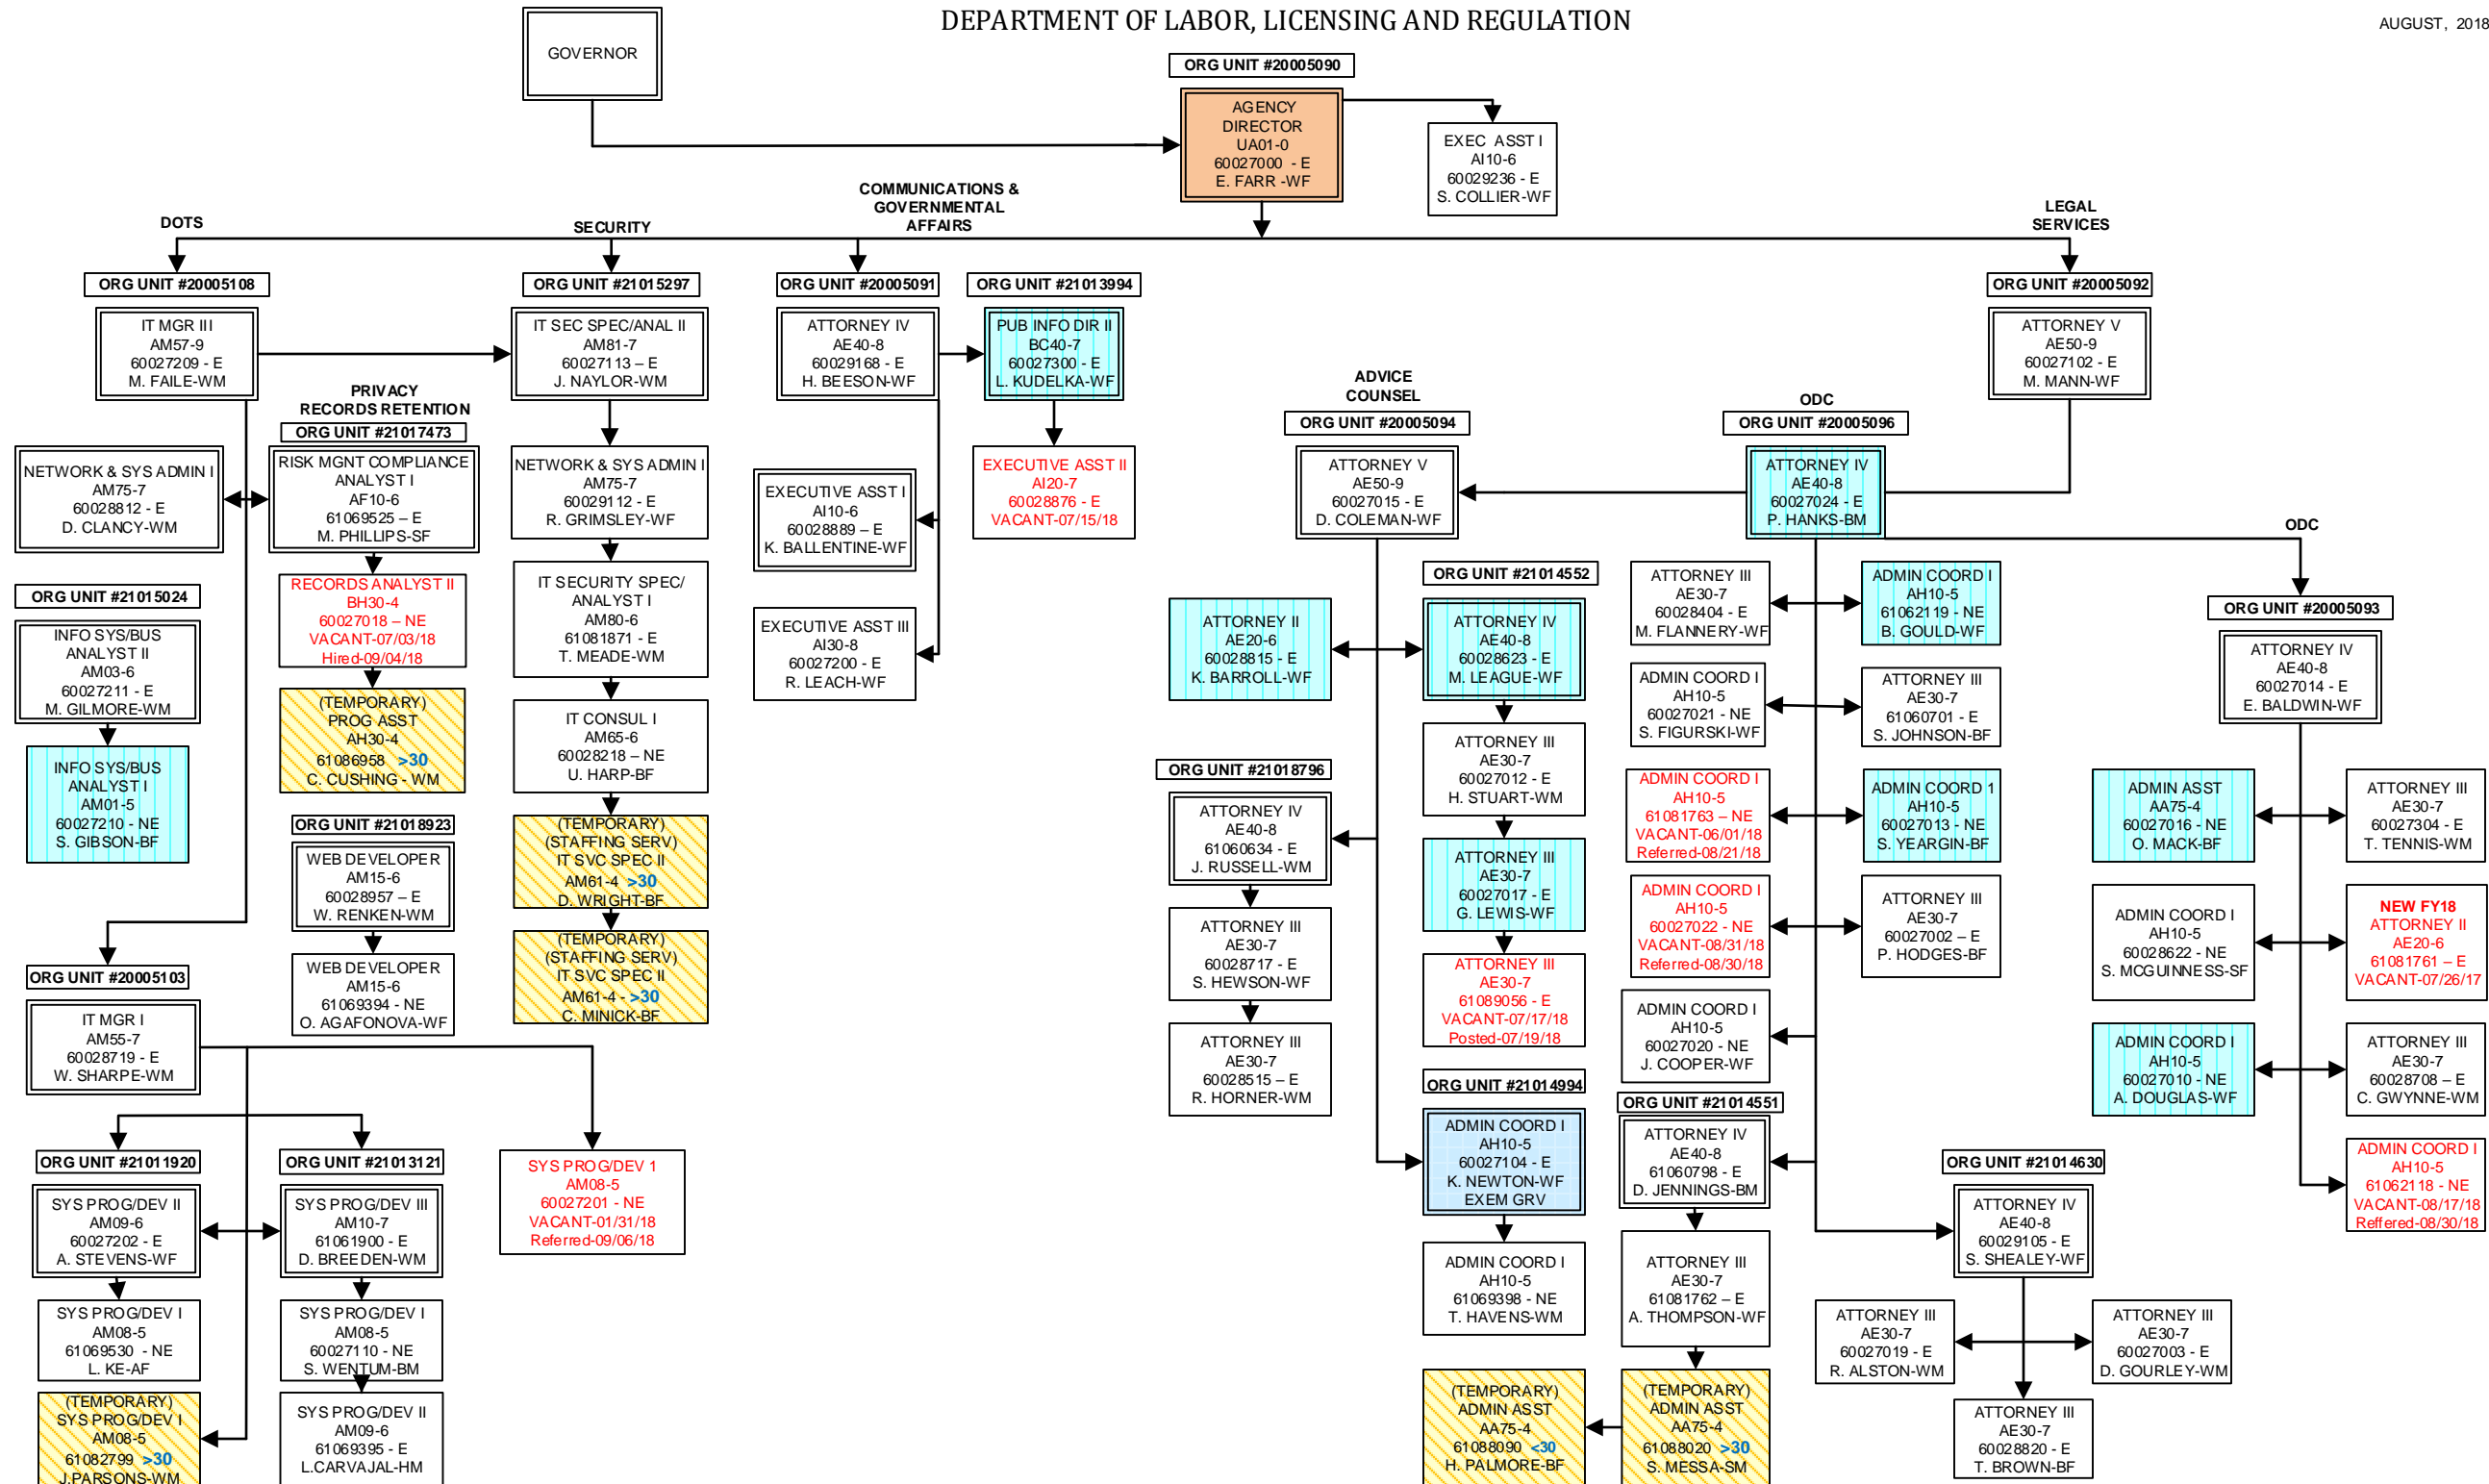 DEPARTMENT OF LABOR, LICENSING AND REGULATION
AUGUST, 2018
GOVERNOR
ORG UNIT #20005090
AGENCY
DIRECTOR
UA01-0
60027000 - E
E. FARR -WF
EXEC ASST I
AI10-6
60029236 - E
S. COLLIER-WF
DOTS
SECURITY
COMMUNICATIONS &
GOVERNMENTAL
AFFAIRS
LEGAL
SERVICES
ORG UNIT #20005108
IT MGR III
AM57-9
60027209 - E
M. FAILE-WM
ORG UNIT #21015297
IT SEC SPEC/ANAL II
AM81-7
60027113 – E
J. NAYLOR-WM
ORG UNIT #20005091
ATTORNEY IV
AE40-8
60029168 - E
H. BEESON-WF
ORG UNIT #21013994
PUB INFO DIR II
BC40-7
60027300 - E
L. KUDELKA-WF
ORG UNIT #20005092
ATTORNEY V
AE50-9
60027102 - E
M. MANN-WF
NETWORK & SYS ADMIN I
AM75-7
60028812 - E
D. CLANCY-WM
PRIVACY
RECORDS RETENTION
ORG UNIT #21017473
RISK MGNT COMPLIANCE
ANALYST I
AF10-6
61069525 – E
M. PHILLIPS-SF
RECORDS ANALYST II
BH30-4
60027018 – NE
VACANT-07/03/18
Hired-09/04/18
(TEMPORARY)
PROG ASST
AH30-4
61086958 >30
C. CUSHING - WM
ORG UNIT #21015024
INFO SYS/BUS
ANALYST II
AM03-6
60027211 - E
M. GILMORE-WM
INFO SYS/BUS
ANALYST I
AM01-5
60027210 - NE
S. GIBSON-BF
ORG UNIT #21018923
WEB DEVELOPER
AM15-6
60028957 – E
W. RENKEN-WM
WEB DEVELOPER
AM15-6
61069394 - NE
O. AGAFONOVA-WF
NETWORK & SYS ADMIN I
AM75-7
60029112 - E
R. GRIMSLEY-WF
IT SECURITY SPEC/
ANALYST I
AM80-6
61081871 - E
T. MEADE-WM
IT CONSUL I
AM65-6
60028218 – NE
U. HARP-BF
(TEMPORARY)
(STAFFING SERV)
IT SVC SPEC II
AM61-4 >30
D. WRIGHT-BF
(TEMPORARY)
(STAFFING SERV)
IT SVC SPEC II
AM61-4 - >30
C. MINICK-BF
EXECUTIVE ASST I
AI10-6
60028889 – E
K. BALLENTINE-WF
EXECUTIVE ASST III
AI30-8
60027200 - E
R. LEACH-WF
EXECUTIVE ASST II
AI20-7
60028876 - E
VACANT-07/15/18
ORG UNIT #20005103
IT MGR I
AM55-7
60028719 - E
W. SHARPE-WM
ORG UNIT #21011920
SYS PROG/DEV II
AM09-6
60027202 - E
A. STEVENS-WF
SYS PROG/DEV I
AM08-5
61069530 - NE
L. KE-AF
(TEMPORARY)
SYS PROG/DEV I
AM08-5
61082799 >30
J.PARSONS-WM
ORG UNIT #21013121
SYS PROG/DEV III
AM10-7
61061900 - E
D. BREEDEN-WM
SYS PROG/DEV I
AM08-5
60027110 - NE
S. WENTUM-BM
SYS PROG/DEV II
AM09-6
61069395 - E
L.CARVAJAL-HM
SYS PROG/DEV 1
AM08-5
60027201 - NE
VACANT-01/31/18
Referred-09/06/18
ADVICE
COUNSEL
ORG UNIT #20005094
ATTORNEY V
AE50-9
60027015 - E
D. COLEMAN-WF
ATTORNEY II
AE20-6
60028815 - E
K. BARROLL-WF
ORG UNIT #21014552
ATTORNEY IV
AE40-8
60028623 – E
M. LEAGUE-WF
ATTORNEY III
AE30-7
60027012 - E
H. STUART-WM
ATTORNEY III
AE30-7
60027017 - E
G. LEWIS-WF
ATTORNEY III
AE30-7
61089056 - E
VACANT-07/17/18
Posted-07/19/18
ORG UNIT #21018796
ATTORNEY IV
AE40-8
61060634 – E
J. RUSSELL-WM
ATTORNEY III
AE30-7
60028717 - E
S. HEWSON-WF
ATTORNEY III
AE30-7
60028515 – E
R. HORNER-WM
ORG UNIT #21014994
ADMIN COORD I
AH10-5
60027104 - E
K. NEWTON-WF
EXEM GRV
ADMIN COORD I
AH10-5
61069398 - NE
T. HAVENS-WM
(TEMPORARY)
ADMIN ASST
AA75-4
61088090 <30
H. PALMORE-BF
ODC
ORG UNIT #20005096
ATTORNEY IV
AE40-8
60027024 - E
P. HANKS-BM
ATTORNEY III
AE30-7
60028404 - E
M. FLANNERY-WF
ADMIN COORD I
AH10-5
61062119 - NE
B. GOULD-WF
ADMIN COORD I
AH10-5
60027021 - NE
S. FIGURSKI-WF
ATTORNEY III
AE30-7
61060701 - E
S. JOHNSON-BF
ADMIN COORD I
AH10-5
61081763 – NE
VACANT-06/01/18
Referred-08/21/18
ADMIN COORD 1
AH10-5
60027013 - NE
S. YEARGIN-BF
ADMIN COORD I
AH10-5
60027022 - NE
VACANT-08/31/18
Referred-08/30/18
ATTORNEY III
AE30-7
60027002 – E
P. HODGES-BF
ADMIN COORD I
AH10-5
60027020 - NE
J. COOPER-WF
ORG UNIT #21014551
ATTORNEY IV
AE40-8
61060798 - E
D. JENNINGS-BM
ATTORNEY III
AE30-7
61081762 – E
A. THOMPSON-WF
(TEMPORARY)
ADMIN ASST
AA75-4
61088020 >30
S. MESSA-SM
ORG UNIT #21014630
ATTORNEY IV
AE40-8
60029105 - E
S. SHEALEY-WF
ATTORNEY III
AE30-7
60027019 - E
R. ALSTON-WM
ATTORNEY III
AE30-7
60027003 - E
D. GOURLEY-WM
ATTORNEY III
AE30-7
60028820 - E
T. BROWN-BF
ODC
ORG UNIT #20005093
ATTORNEY IV
AE40-8
60027014 - E
E. BALDWIN-WF
ADMIN ASST
AA75-4
60027016 - NE
O. MACK-BF
ATTORNEY III
AE30-7
60027304 - E
T. TENNIS-WM
ADMIN COORD I
AH10-5
60028622 - NE
S. MCGUINNESS-SF
NEW FY18
ATTORNEY II
AE20-6
61081761 – E
VACANT-07/26/17
ADMIN COORD I
AH10-5
60027010 - NE
A. DOUGLAS-WF
ATTORNEY III
AE30-7
60028708 – E
C. GWYNNE-WM
ADMIN COORD I
AH10-5
61062118 - NE
VACANT-08/17/18
Reffered-08/30/18